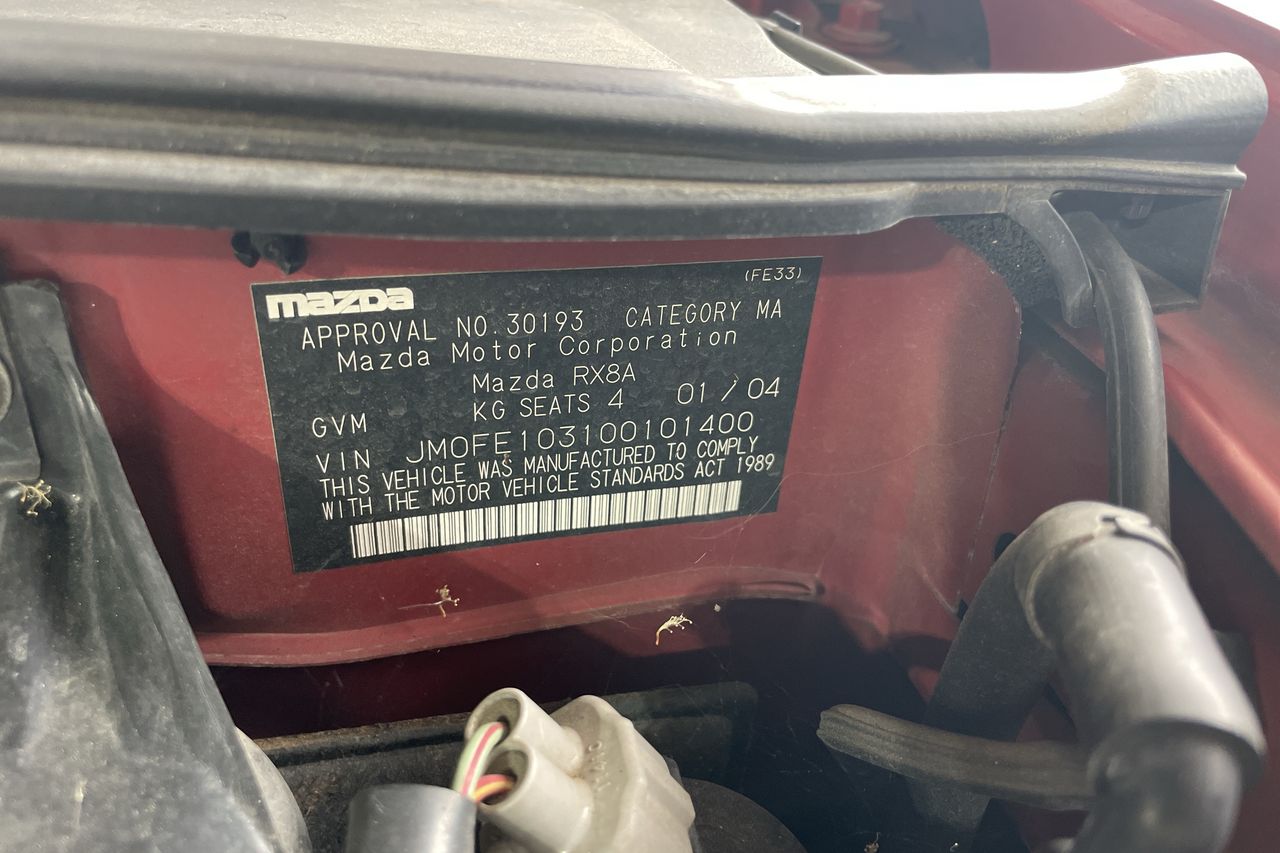 (FE33)
mazda
APPROVAL NO. 30193 CATEGORY MA
Mazda Motor Corporation
Mazda RX8A
GVM KG SEATS 4 01/04
VIN JM0FE103100101400
THIS VEHICLE WAS MANUFACTURED TO COMPLY
WITH THE MOTOR VEHICLE STANDARDS ACT 1989